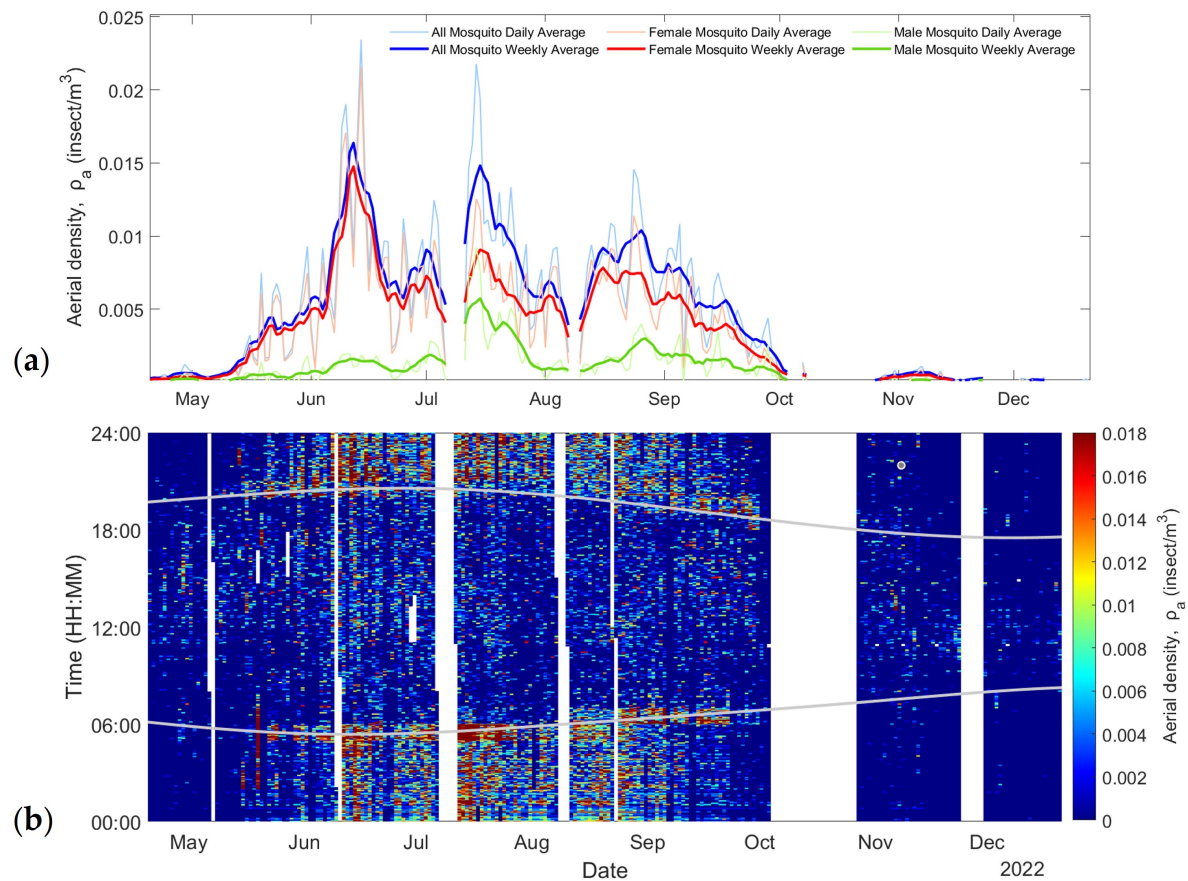 (a)
Aerial density, ρa (insect/m3)
0.025
0.02
0.015
0.01
0.005
All Mosquito Daily Average
All Mosquito Weekly Average
Female Mosquito Daily Average
Female Mosquito Weekly Average
Male Mosquito Daily Average
Male Mosquito Weekly Average
May Jun Jul Aug Sep Oct Nov Dec
(b)
Time (HH:MM)
24:00
18:00
12:00
06:00
00:00
May Jun Jul Aug Sep Oct Nov Dec
Date
2022
0.018
0.016
0.014
0.012
0.01
0.008
0.006
0.004
0.002
0
Aerial density, ρa (insect/m3)